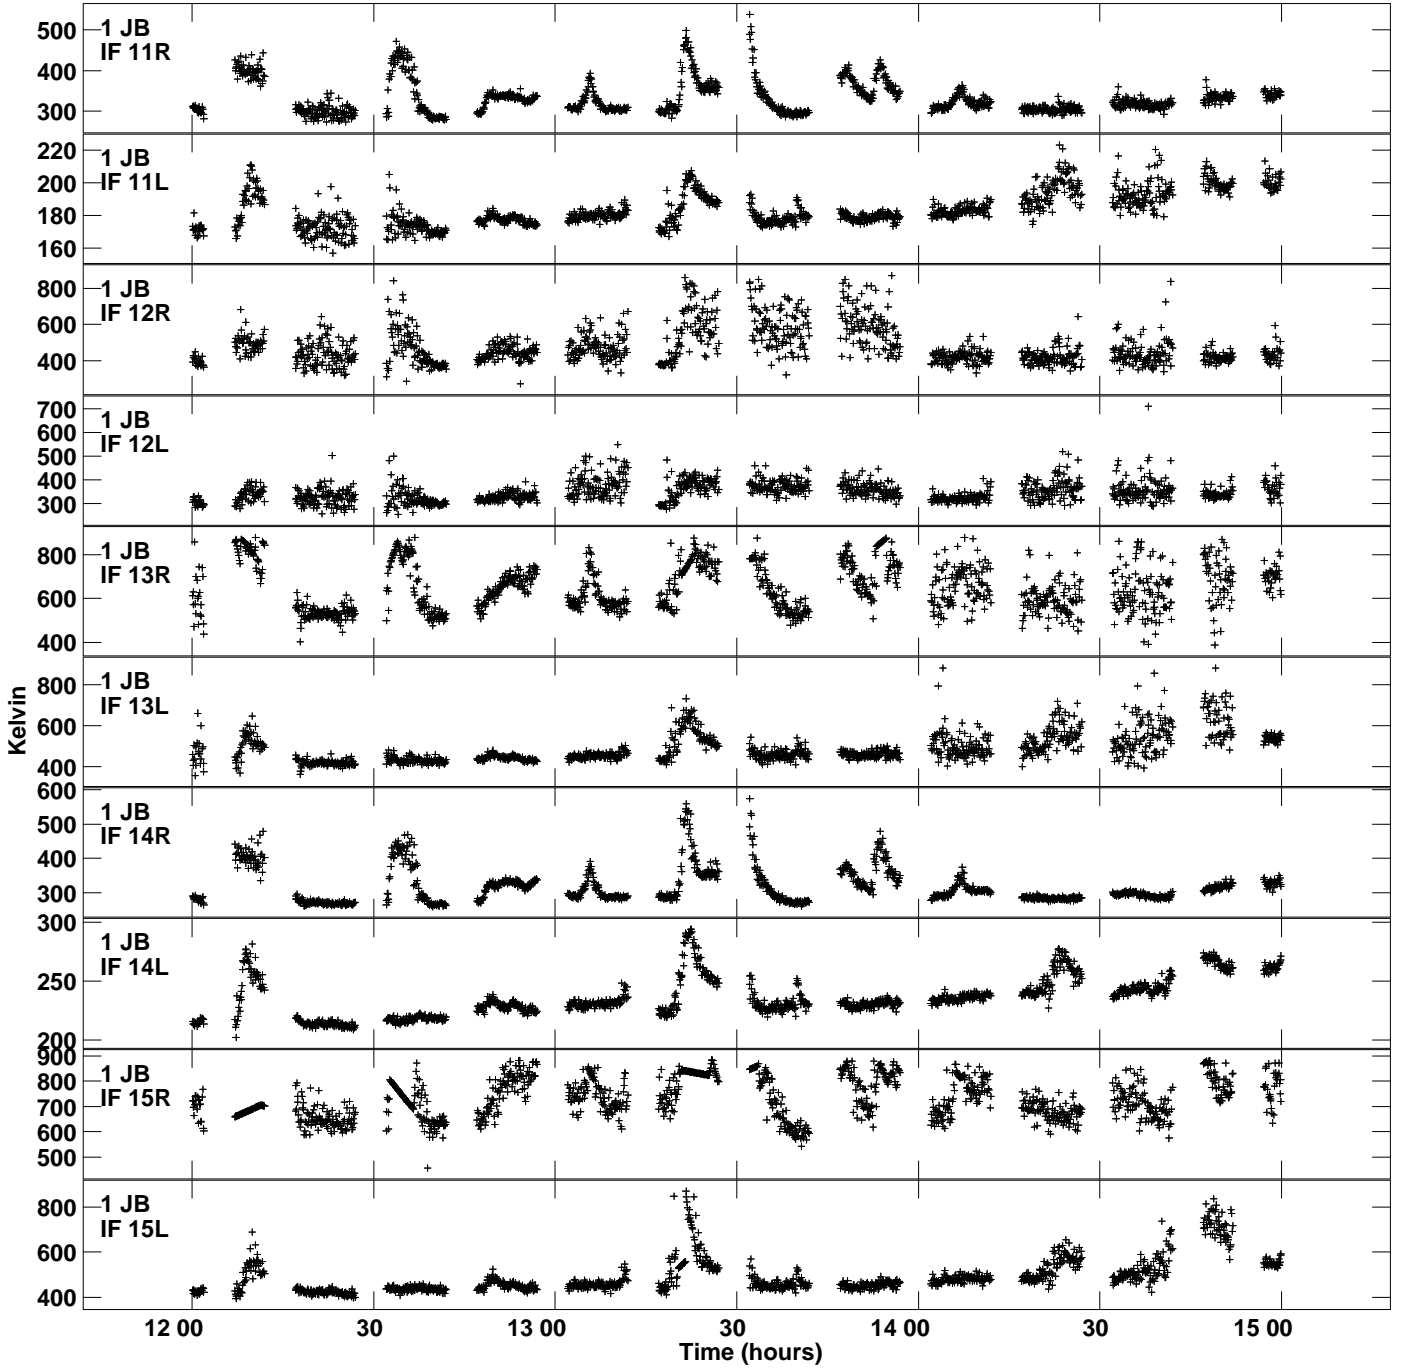 500
400
300
1 JB
IF 11R
220
200
180
160
1 JB
IF 11L
800
600
400
1 JB
IF 12R
700
600
500
400
300
1 JB
IF 12L
800
600
400
1 JB
IF 13R
800
600
400
1 JB
IF 13L
600
500
400
300
1 JB
IF 14R
300
250
200
1 JB
IF 14L
900
800
700
600
500
1 JB
IF 15R
800
600
400
1 JB
IF 15L
Kelvin
12 00 30 13 00 30 14 00 30 15 00
Time (hours)